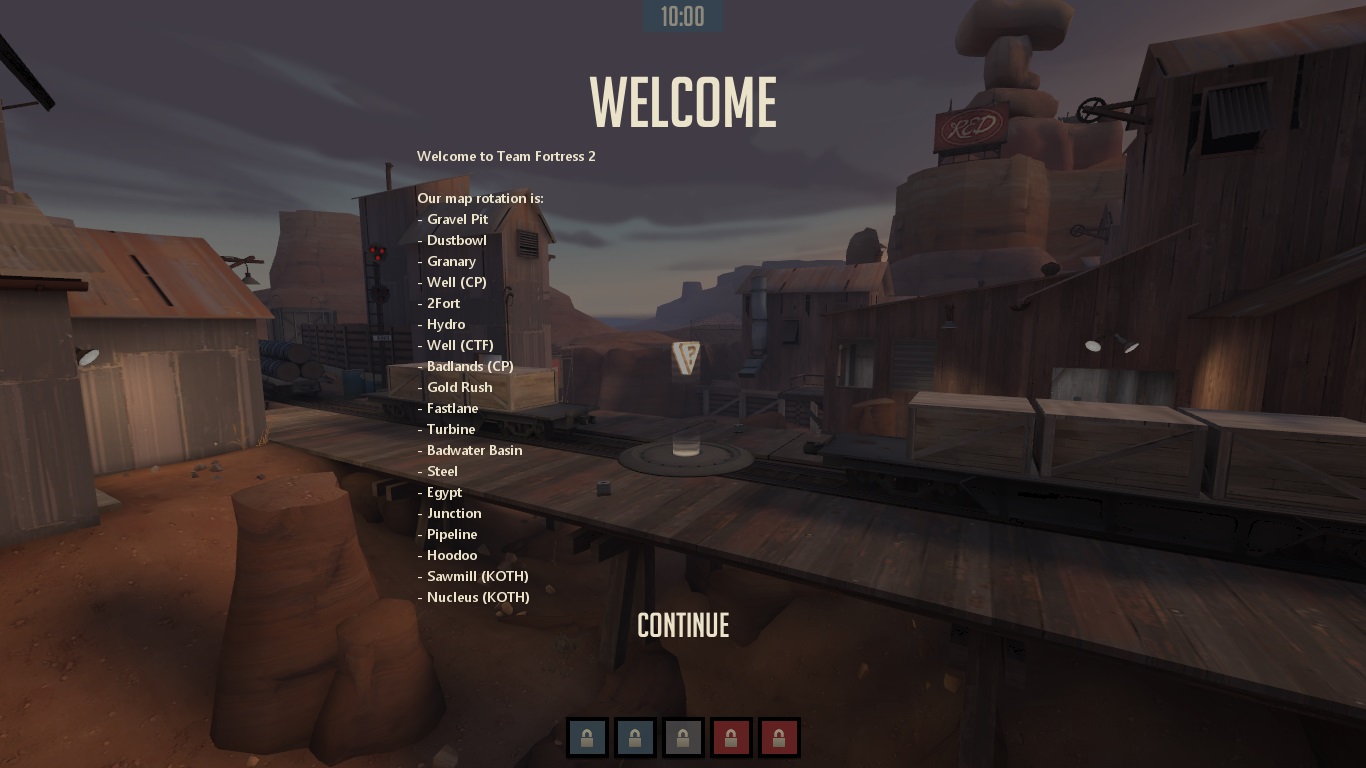 10:00
WELCOME
RED
Welcome to Team Fortress 2
Our map rotation is:
- Gravel Pit
- Dustbowl
- Granary
- Well (CP)
- 2Fort
- Hydro
- Well (CTF)
- Badlands (CP)
- Gold Rush
- Fastlane
- Turbine
- Badwater Basin
- Steel
- Egypt
- Junction
- Pipeline
- Hoodoo
- Sawmill (KOTH)
- Nucleus (KOTH)
CONTINUE